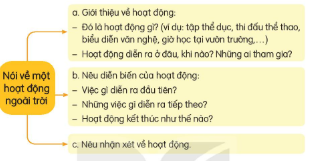 Nói về một
hoạt động
ngoài trời
a. Giới thiệu về hoạt động:
– Đó là hoạt động gì? (ví dụ: tập thể dục, thi đấu thể thao,
biểu diễn văn nghệ, giờ học tại vườn trường,...)
– Hoạt động diễn ra ở đâu, khi nào? Những ai tham gia?
b. Nêu diễn biến của hoạt động:
– Việc gì diễn ra đầu tiên?
– Những việc gì diễn ra tiếp theo?
– Hoạt động kết thúc như thế nào?
c. Nêu nhận xét về hoạt động.